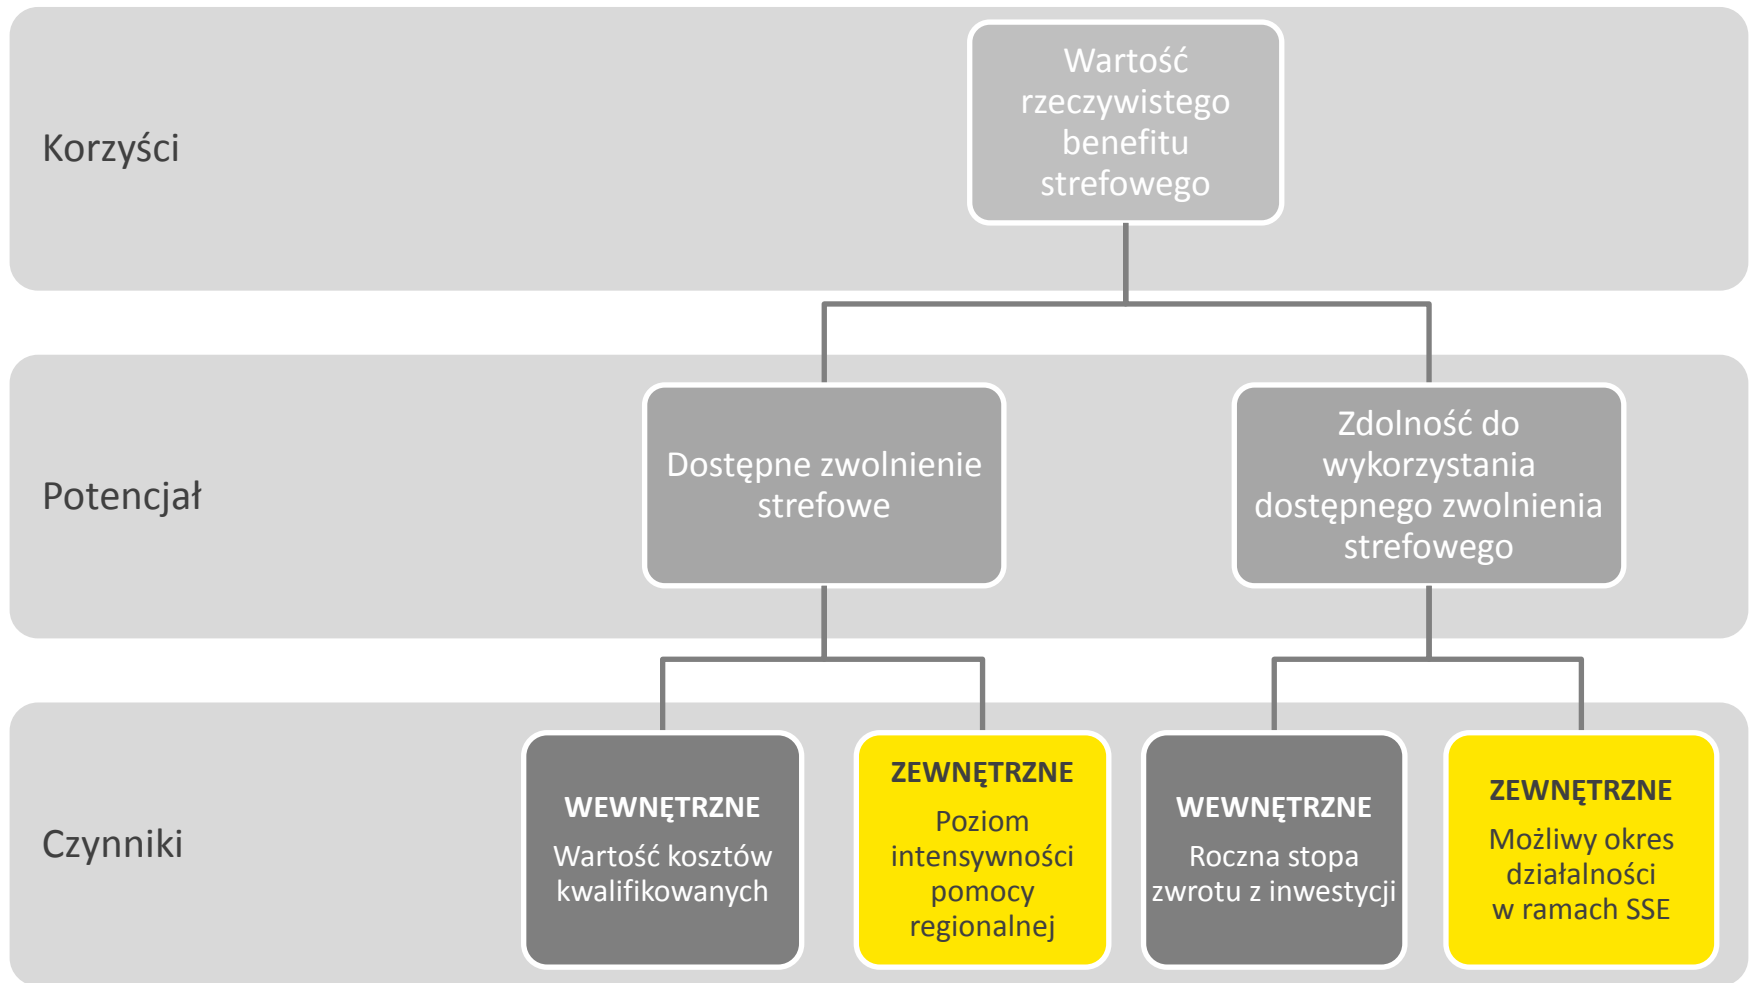 Korzyści
Wartość
rzeczywistego
benefitu
strefowego
Potencjał
Dostępne zwolnienie
strefowe
Zdolność do
wykorzystania
dostępnego zwolnienia
strefowego
Czynniki
WEWNĘTRZNE
Wartość kosztów
kwalifikowanych
ZEWNĘTRZNE
Poziom
intensywności
pomocy
regionalnej
WEWNĘTRZNE
Roczna stopa
zwrotu z inwestycji
ZEWNĘTRZNE
Możliwy okres
działalności
w ramach SSE